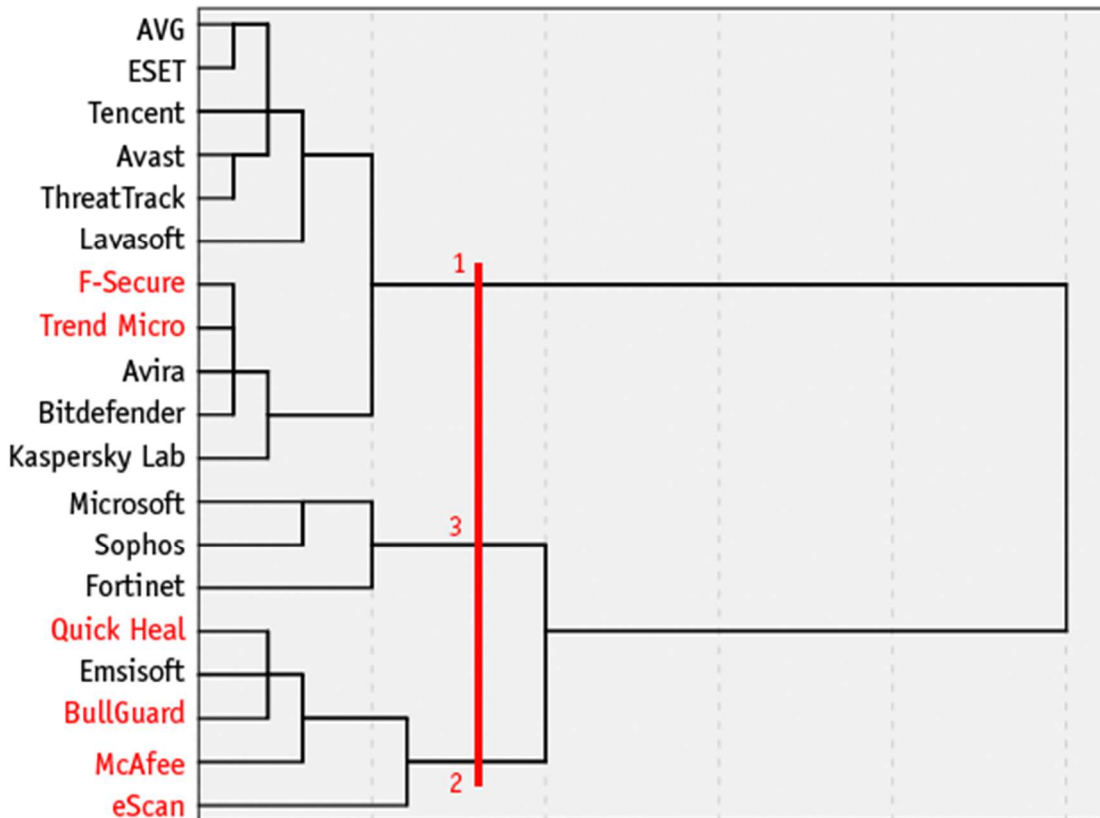 AVG
ESET
Tencent
Avast
ThreatTrack
Lavasoft
F-Secure
1
Trend Micro
Avira
Bitdefender
Kaspersky Lab
Microsoft
3
Sophos
Fortinet
Quick Heal
Emsisoft
BullGuard
McAfee
2
eScan